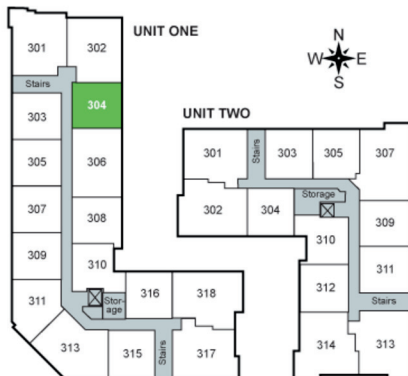 UNIT ONE
301
302
Stairs
304
303
305
306
307
308
309
310
311
Stor-
age
316
318
313
315
Stairs
317
N
W E
S
UNIT TWO
301
Stairs
303
305
307
302
304
Storage
309
310
311
312
Stairs
314
313